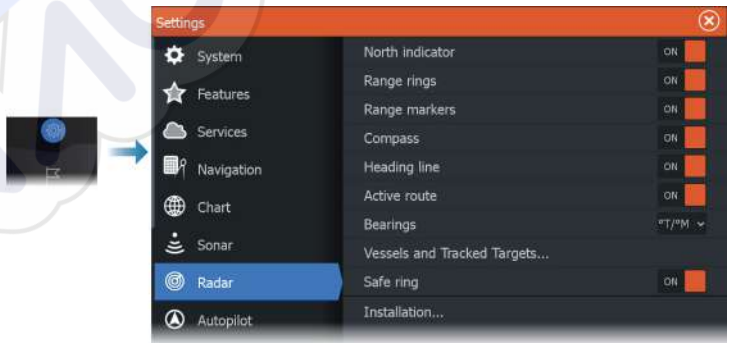 Settings
System
Features
Services
Navigation
Chart
Sonar
Radar
Autopilot
North indicator ON
Range rings ON
Range markers ON
Compass ON
Heading line ON
Active route ON
Bearings °T/°M
Vessels and Tracked Targets...
Safe ring ON
Installation...